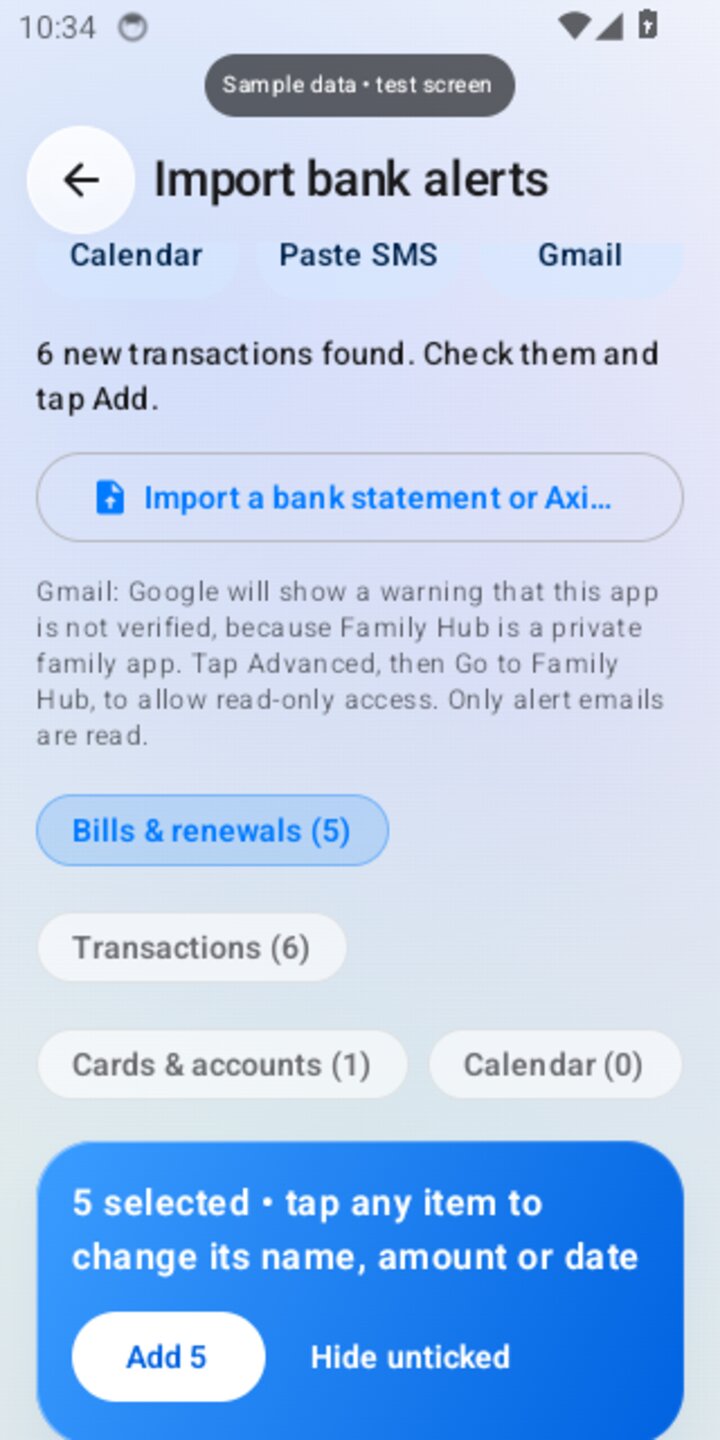 10:34
Sample data • test screen
Import bank alerts
Calendar
Paste SMS
Gmail
6 new transactions found. Check them and
tap Add.
Import a bank statement or Axi...
Gmail: Google will show a warning that this app
is not verified, because Family Hub is a private
family app. Tap Advanced, then Go to Family
Hub, to allow read-only access. Only alert emails
are read.
Bills & renewals (5)
Transactions (6)
Cards & accounts (1)
Calendar (0)
5 selected • tap any item to
change its name, amount or date
Add 5
Hide unticked